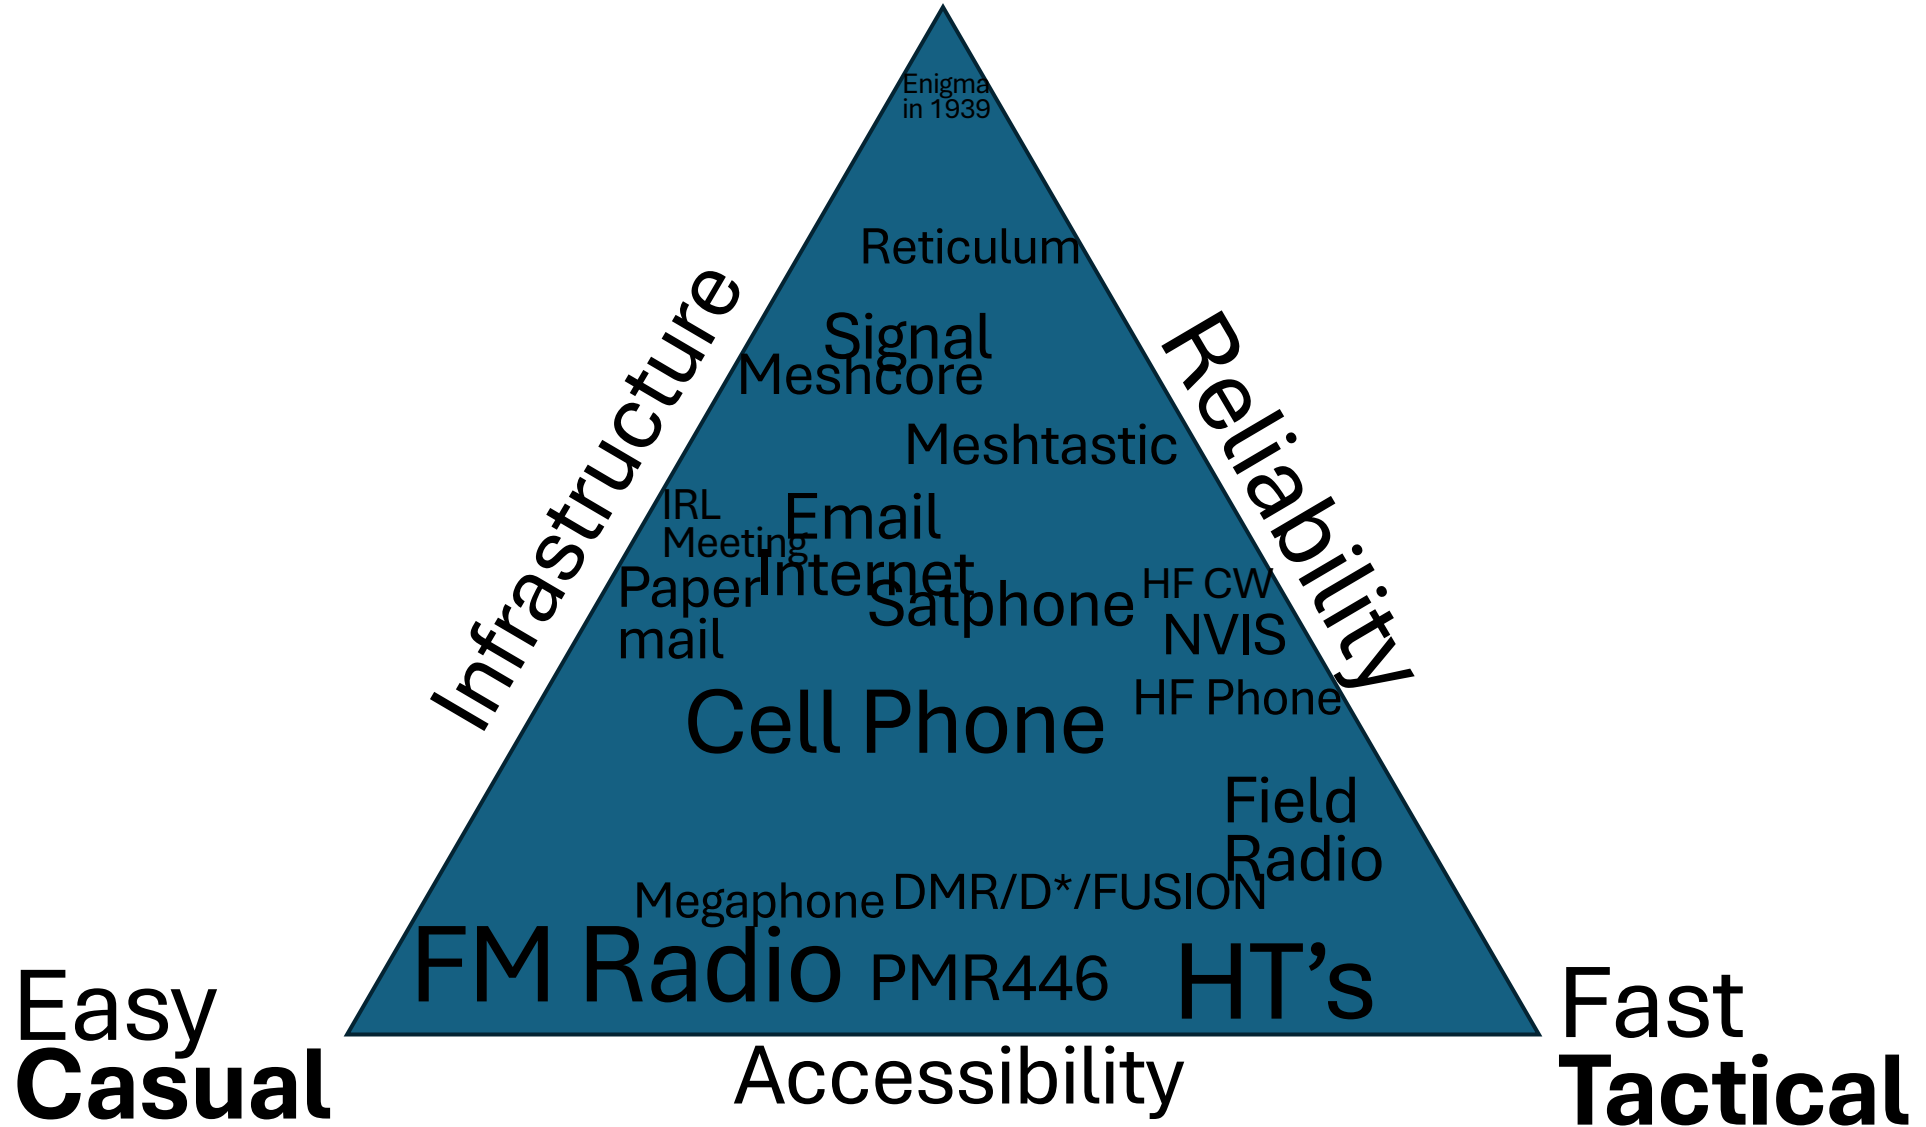 Enigma
in 1939
Reticulum
Signal
Meshcore
Meshtastic
IRL
Meeting
Email
Internet
Paper
mail
Satphone
HF CW
NVIS
HF Phone
Cell Phone
Field
Radio
Megaphone
DMR/D*/FUSION
FM Radio
PMR446
HT’s
Infrastructure
Reliability
Accessibility
Easy
Casual
Fast
Tactical